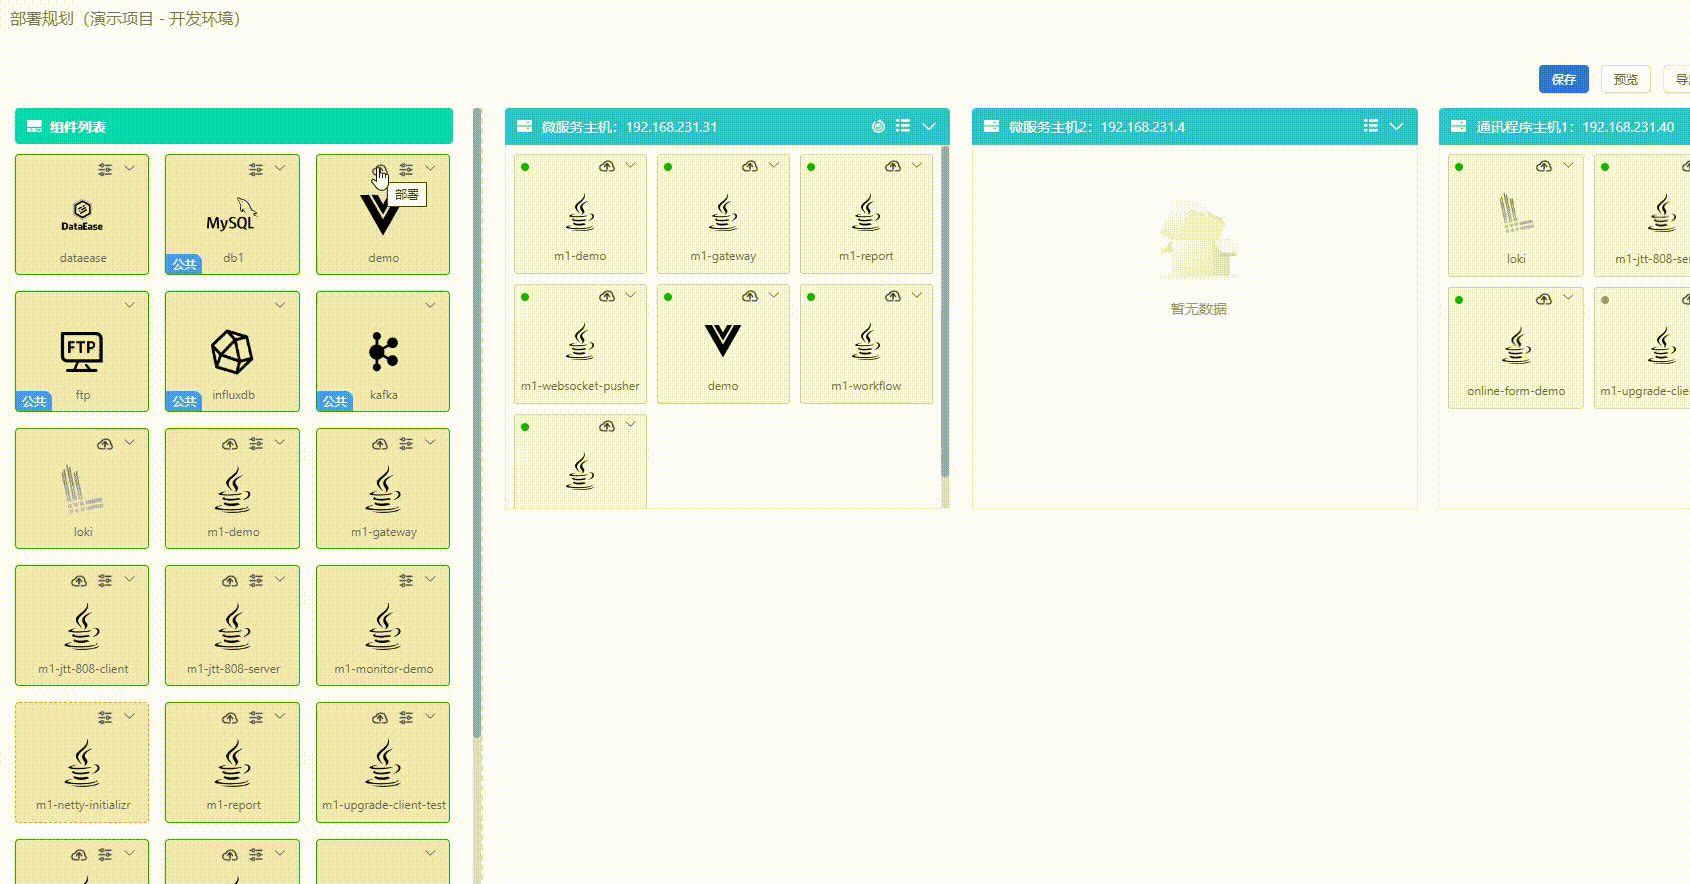 部署规划（演示项目 - 开发环境）
保存
预览
导
组件列表
DataEase
dataease
MySQL
公共
db1
部署
demo
FTP
公共
ftp
公共
influxdb
公共
kafka
loki
m1-demo
m1-gateway
m1-jtt-808-client
m1-jtt-808-server
m1-monitor-demo
m1-netty-initializr
m1-report
m1-upgrade-client-test
微服务主机：192.168.231.31
m1-demo
m1-gateway
m1-report
m1-websocket-pusher
demo
m1-workflow
微服务主机2：192.168.231.4
暂无数据
通讯程序主机1：192.168.231.40
loki
m1-jtt-808-ser
online-form-demo
m1-upgrade-clie